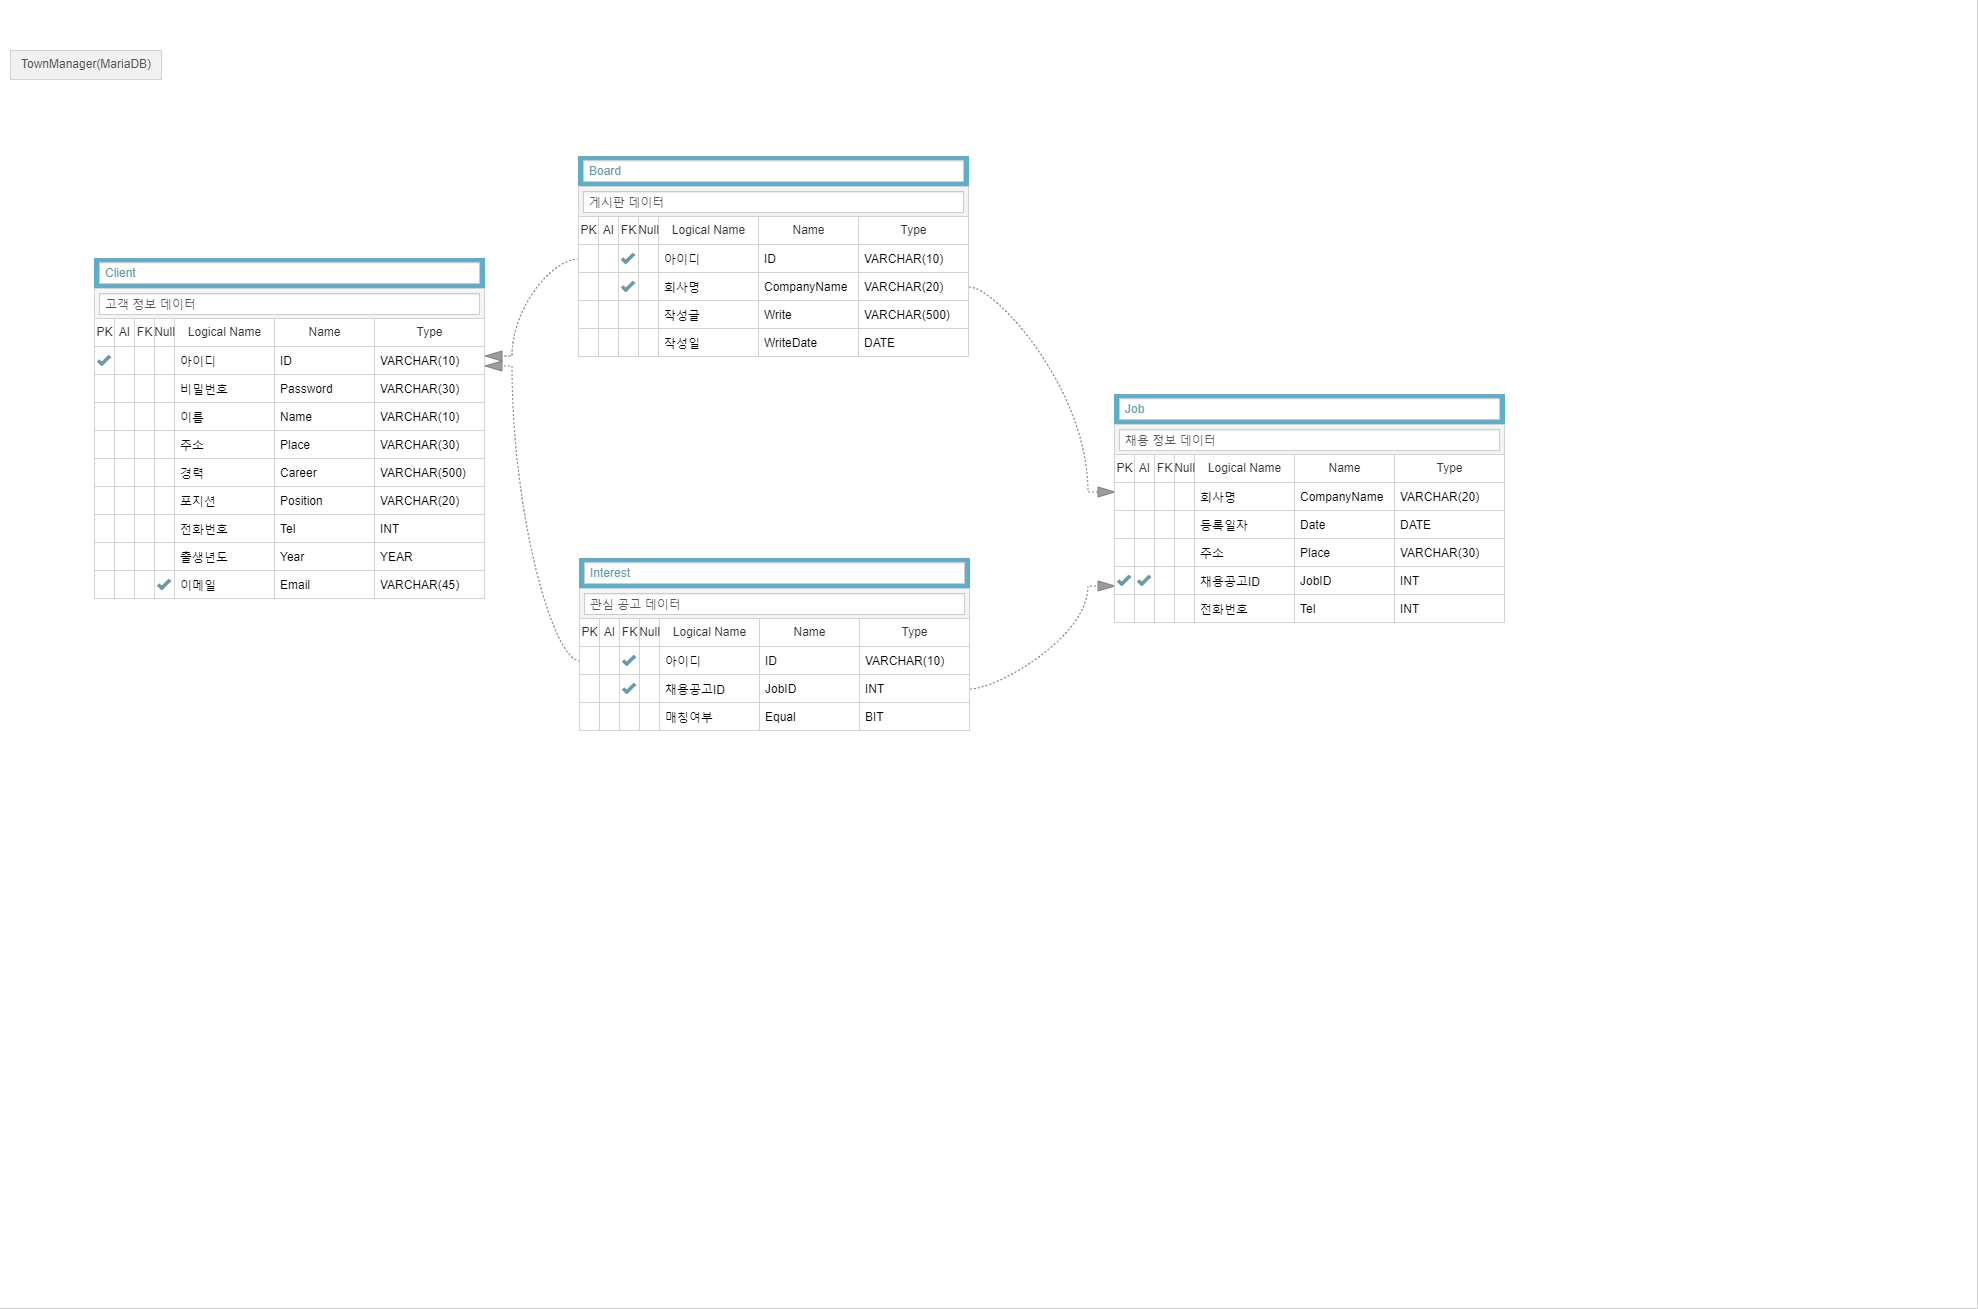 TownManager(MariaDB)
Board
게시판 데이터
PK AI FK Null Logical Name Name Type
아이디 ID VARCHAR(10)
회사명 CompanyName VARCHAR(20)
작성글 Write VARCHAR(500)
작성일 WriteDate DATE
Client
고객 정보 데이터
PK AI FK Null Logical Name Name Type
아이디 ID VARCHAR(10)
비밀번호 Password VARCHAR(30)
이름 Name VARCHAR(10)
주소 Place VARCHAR(30)
경력 Career VARCHAR(500)
포지션 Position VARCHAR(20)
전화번호 Tel INT
출생년도 Year YEAR
이메일 Email VARCHAR(45)
Job
채용 정보 데이터
PK AI FK Null Logical Name Name Type
회사명 CompanyName VARCHAR(20)
등록일자 Date DATE
주소 Place VARCHAR(30)
채용공고ID JobID INT
전화번호 Tel INT
Interest
관심 공고 데이터
PK AI FK Null Logical Name Name Type
아이디 ID VARCHAR(10)
채용공고ID JobID INT
매칭여부 Equal BIT